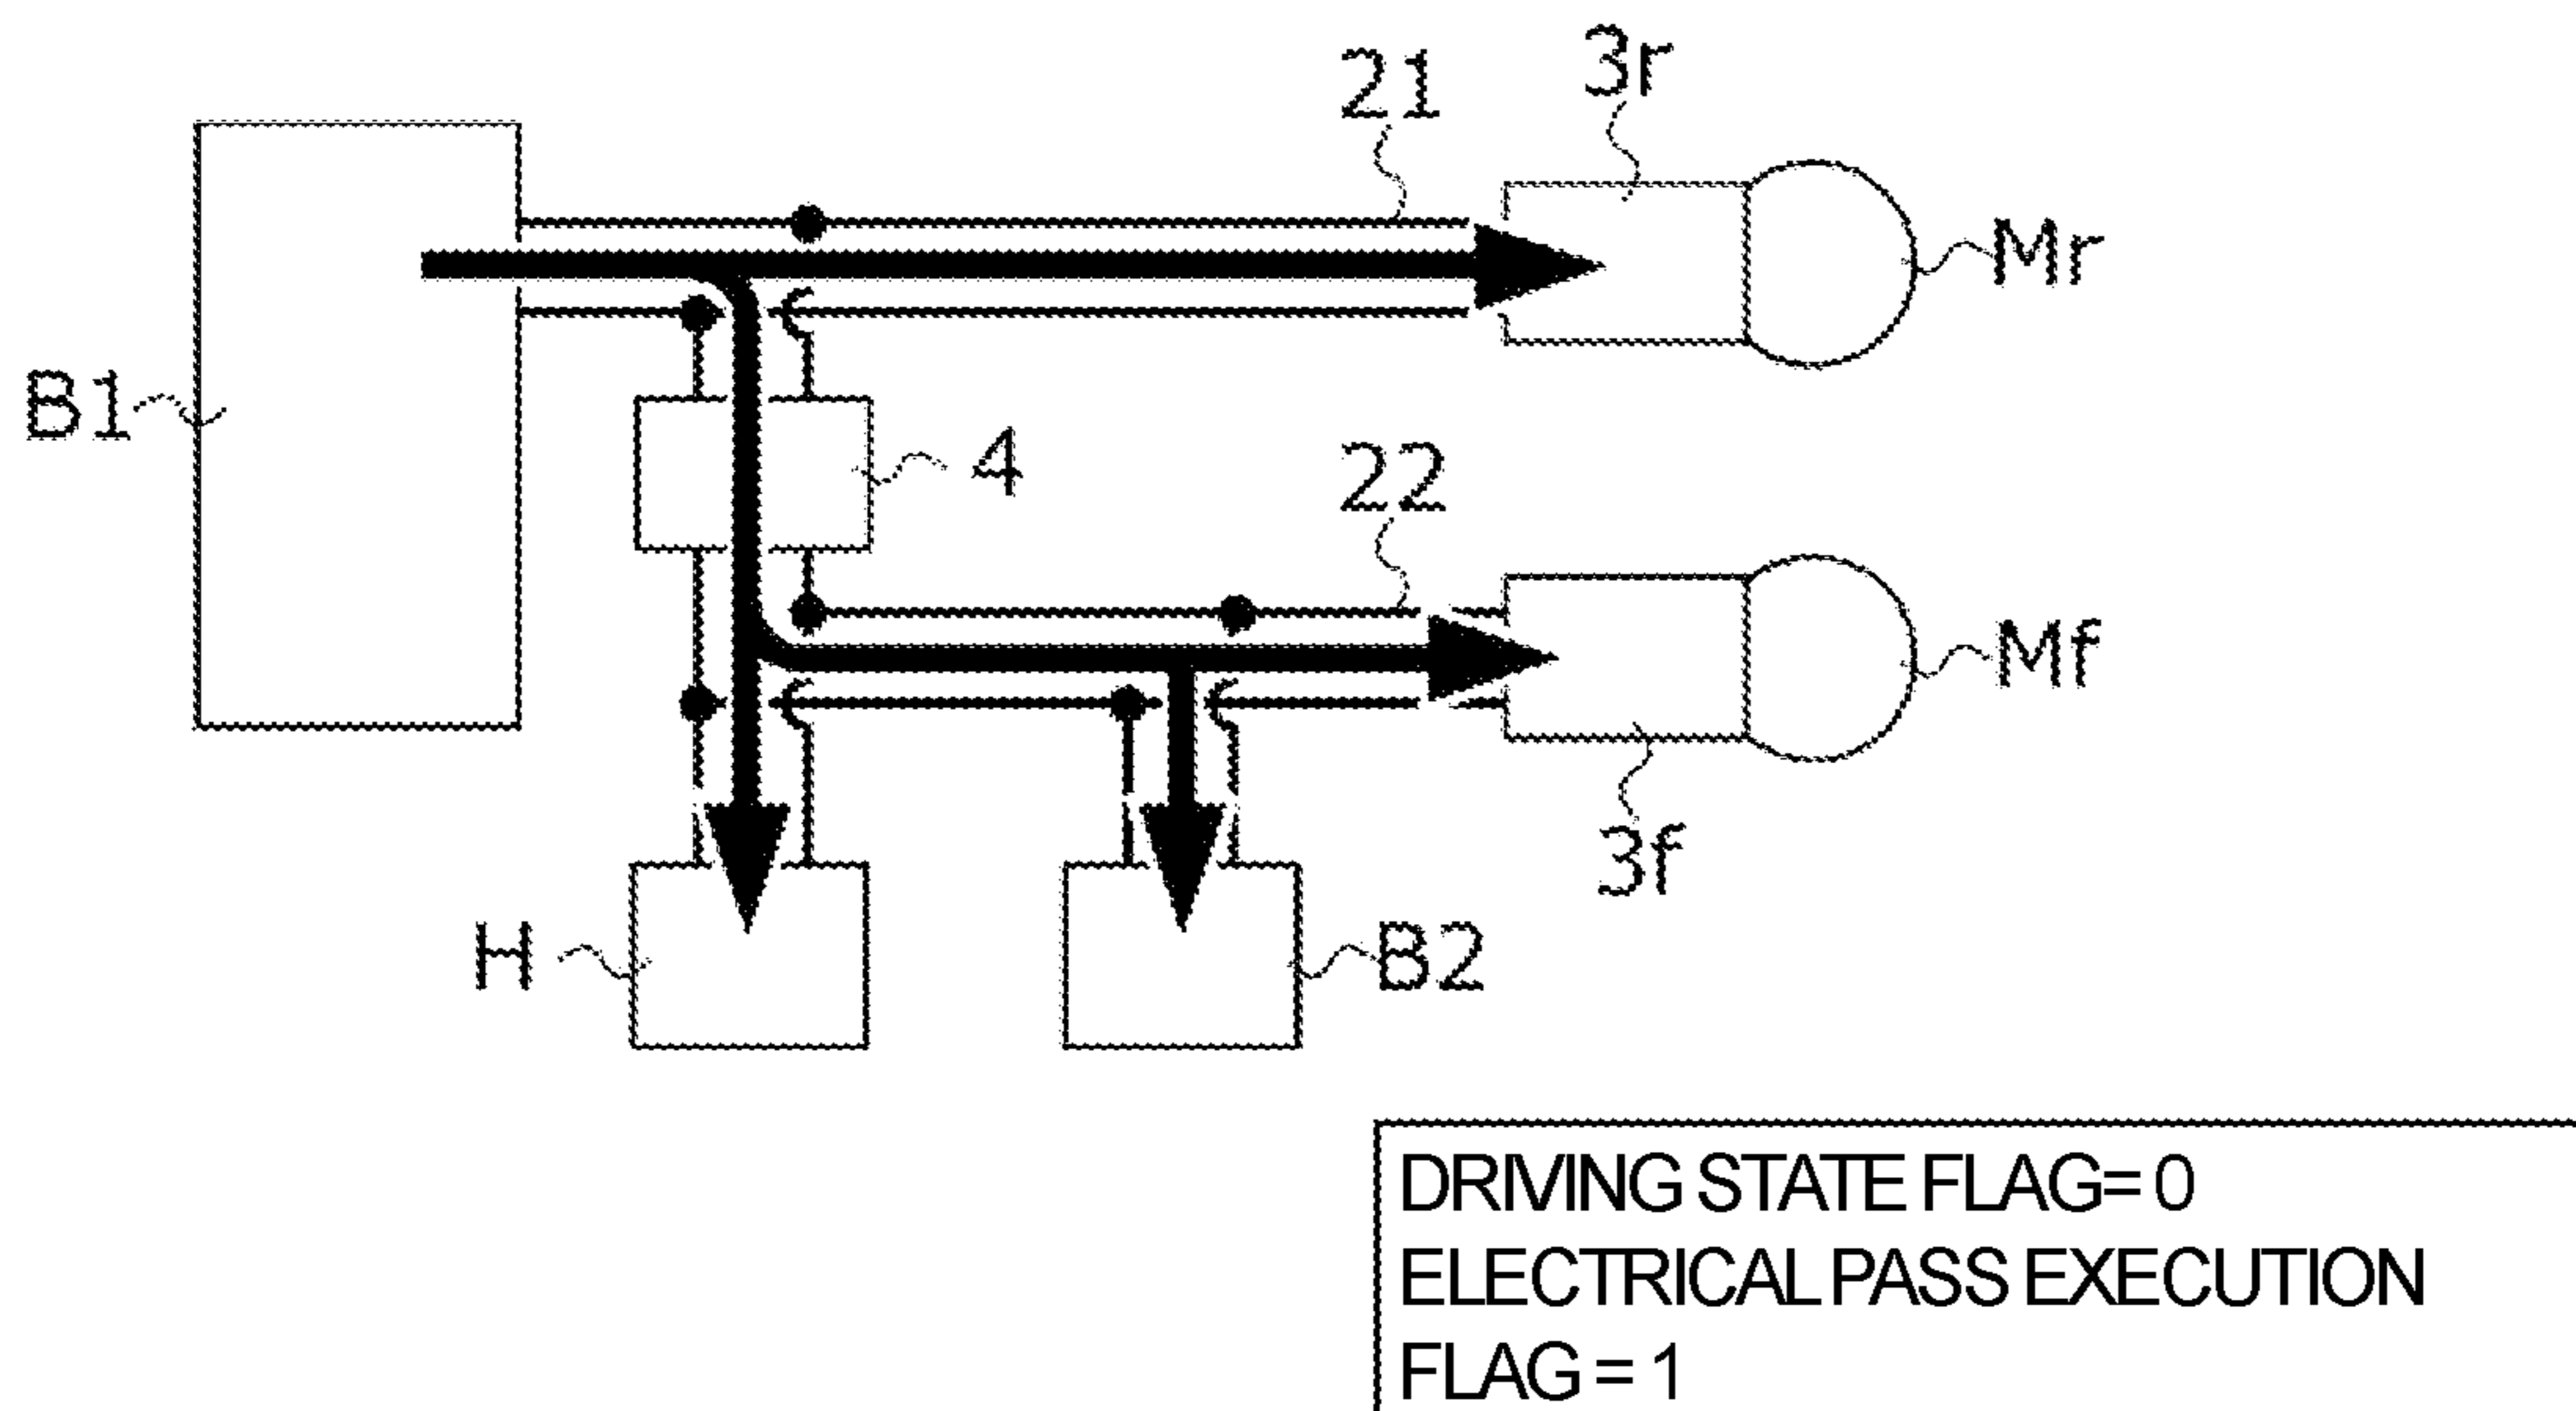 3r
21
Mr
B1
4
22
Mf
3f
H
B2
DRIVING STATE FLAG= 0
ELECTRICAL PASS EXECUTION
FLAG = 1